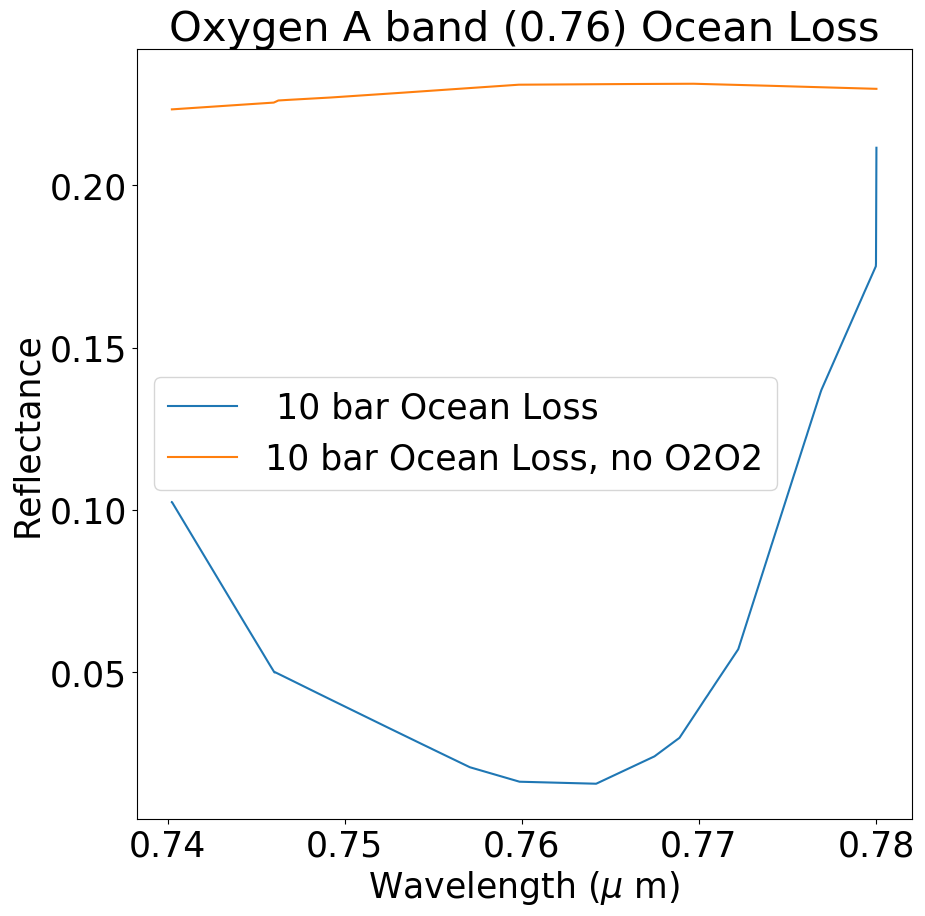 Oxygen A band (0.76) Ocean Loss
Reflectance
0.20
0.15
0.10
0.05
10 bar Ocean Loss
10 bar Ocean Loss, no O2O2
0.74 0.75 0.76 0.77 0.78
Wavelength (μ m)